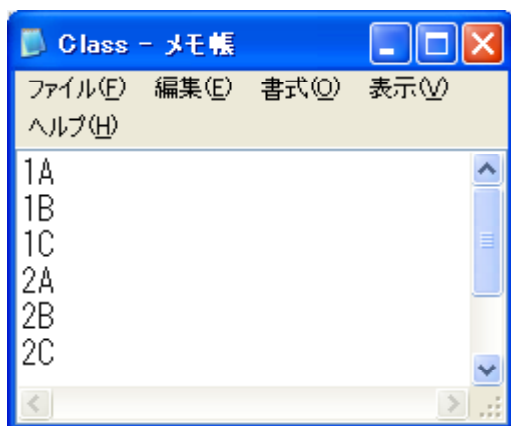 Class - メモ帳
ファイル(F) 編集(E) 書式(O) 表示(V)
ヘルプ(H)
1A
1B
1C
2A
2B
2C